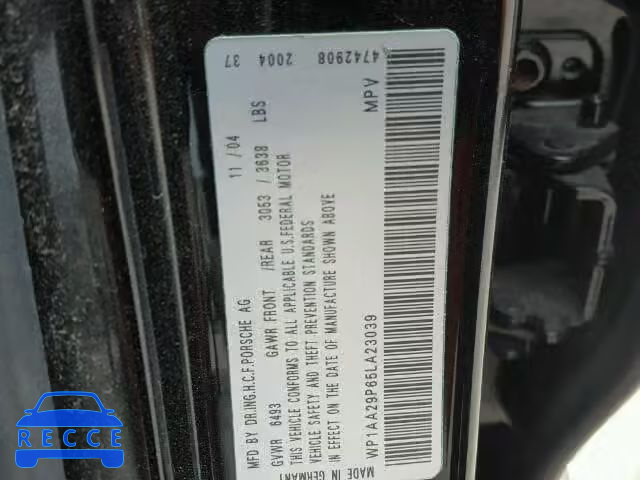 4742908 2004 37
MFD BY DR.ING.H.C.F.PORSCHE AG 11 / 04
GVWR 6493 GAWR FRONT /REAR 3053 / 3638 LBS
THIS VEHICLE CONFORMS TO ALL APPLICABLE U.S.FEDERAL MOTOR
VEHICLE SAFETY AND THEFT PREVENTION STANDARDS
IN EFFECT ON THE DATE OF MANUFACTURE SHOWN ABOVE
WP1AA29P65LA23039 MPV
MADE IN GERMANY
RECCE